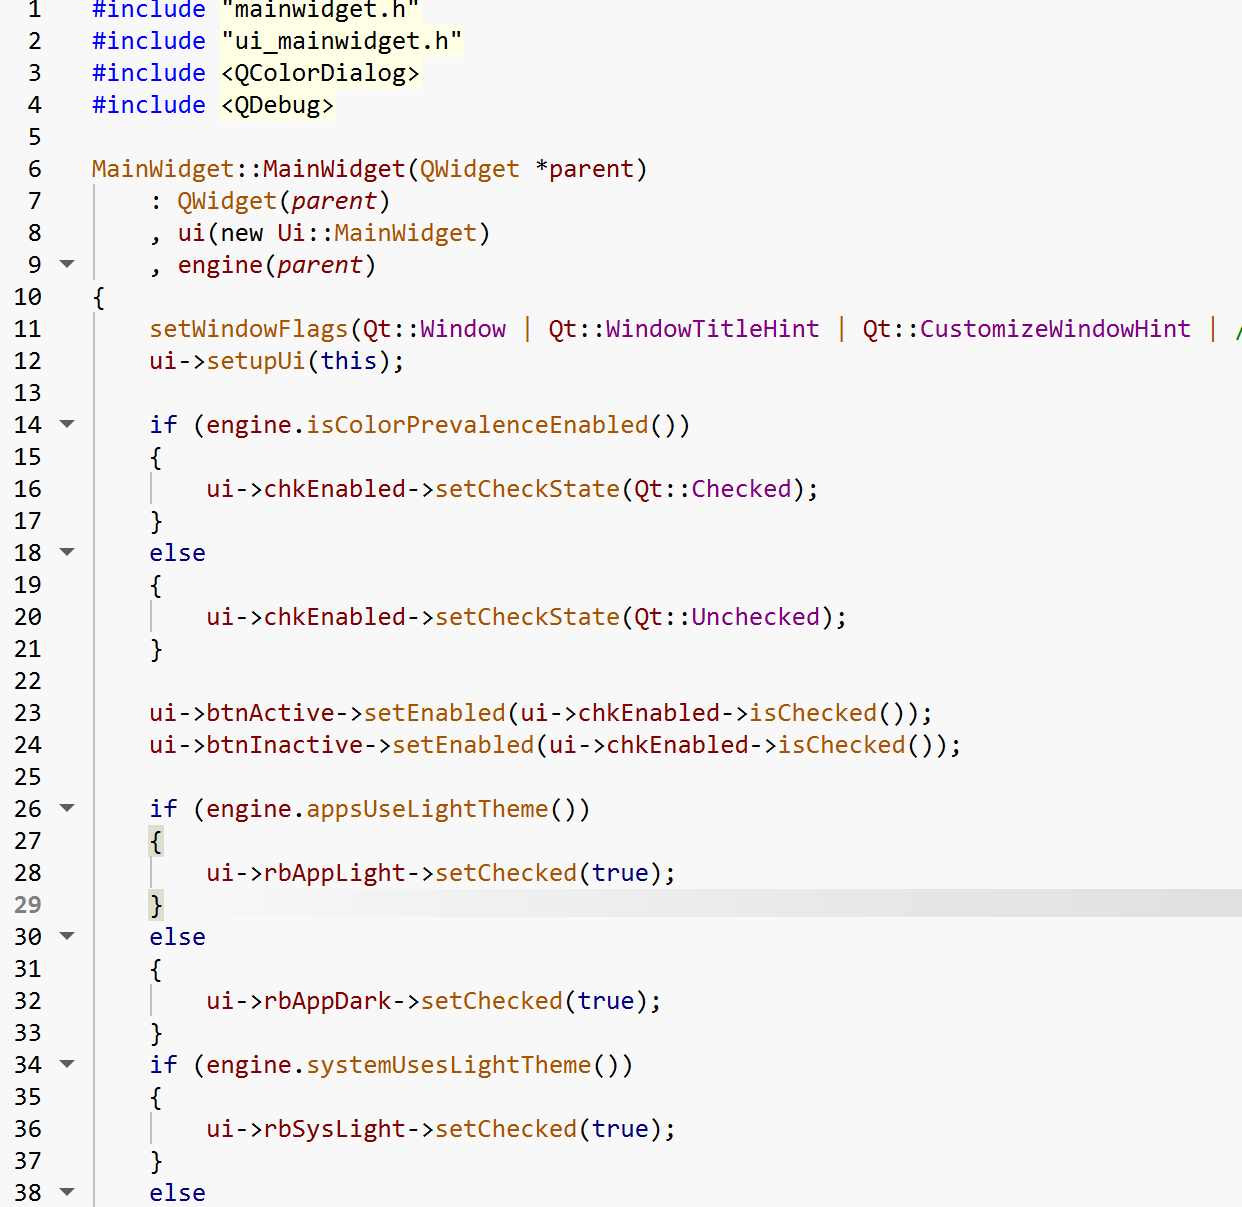 1 #include "mainwidget.h"
2 #include "ui_mainwidget.h"
3 #include <QColorDialog>
4 #include <QDebug>
5
6 MainWidget::MainWidget(QWidget *parent)
7     : QWidget(parent)
8     , ui(new Ui::MainWidget)
9     , engine(parent)
10 {
11     setWindowFlags(Qt::Window | Qt::WindowTitleHint | Qt::CustomizeWindowHint | /
12     ui->setupUi(this);
13
14     if (engine.isColorPrevalenceEnabled())
15     {
16         ui->chkEnabled->setCheckState(Qt::Checked);
17     }
18     else
19     {
20         ui->chkEnabled->setCheckState(Qt::Unchecked);
21     }
22
23     ui->btnActive->setEnabled(ui->chkEnabled->isChecked());
24     ui->btnInactive->setEnabled(ui->chkEnabled->isChecked());
25
26     if (engine.appsUseLightTheme())
27     {
28         ui->rbAppLight->setChecked(true);
29     }
30     else
31     {
32         ui->rbAppDark->setChecked(true);
33     }
34     if (engine.systemUsesLightTheme())
35     {
36         ui->rbSysLight->setChecked(true);
37     }
38     else